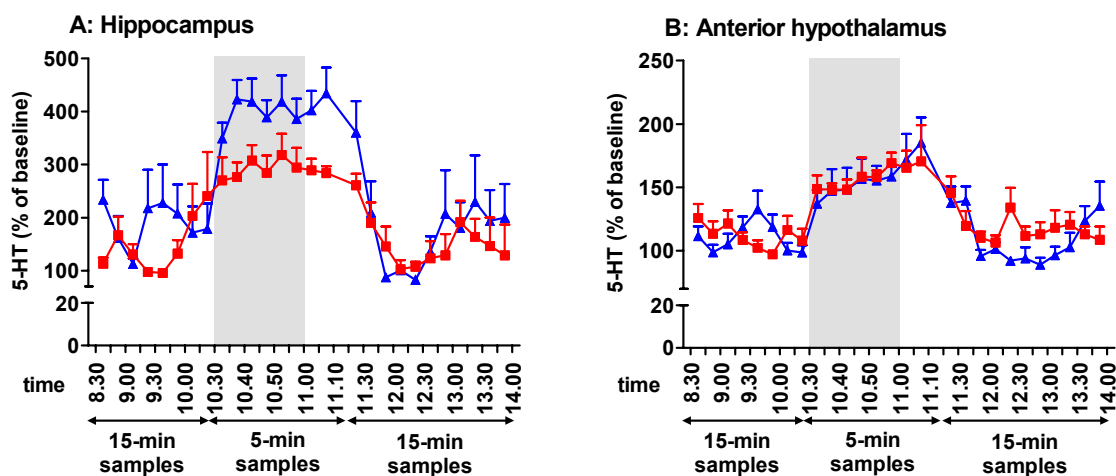 A: Hippocampus
5-HT (% of baseline)
500
400
300
200
100
20
0
time
8.30
9.00
9.30
10.00
10.30
10.40
10.50
11.00
11.10
11.30
12.00
12.30
13.00
13.30
14.00
15-min
samples
5-min
samples
15-min
samples
B: Anterior hypothalamus
5-HT (% of baseline)
250
200
150
100
20
0
time
8.30
9.00
9.30
10.00
10.30
10.40
10.50
11.00
11.10
11.30
12.00
12.30
13.00
13.30
14.00
15-min
samples
5-min
samples
15-min
samples